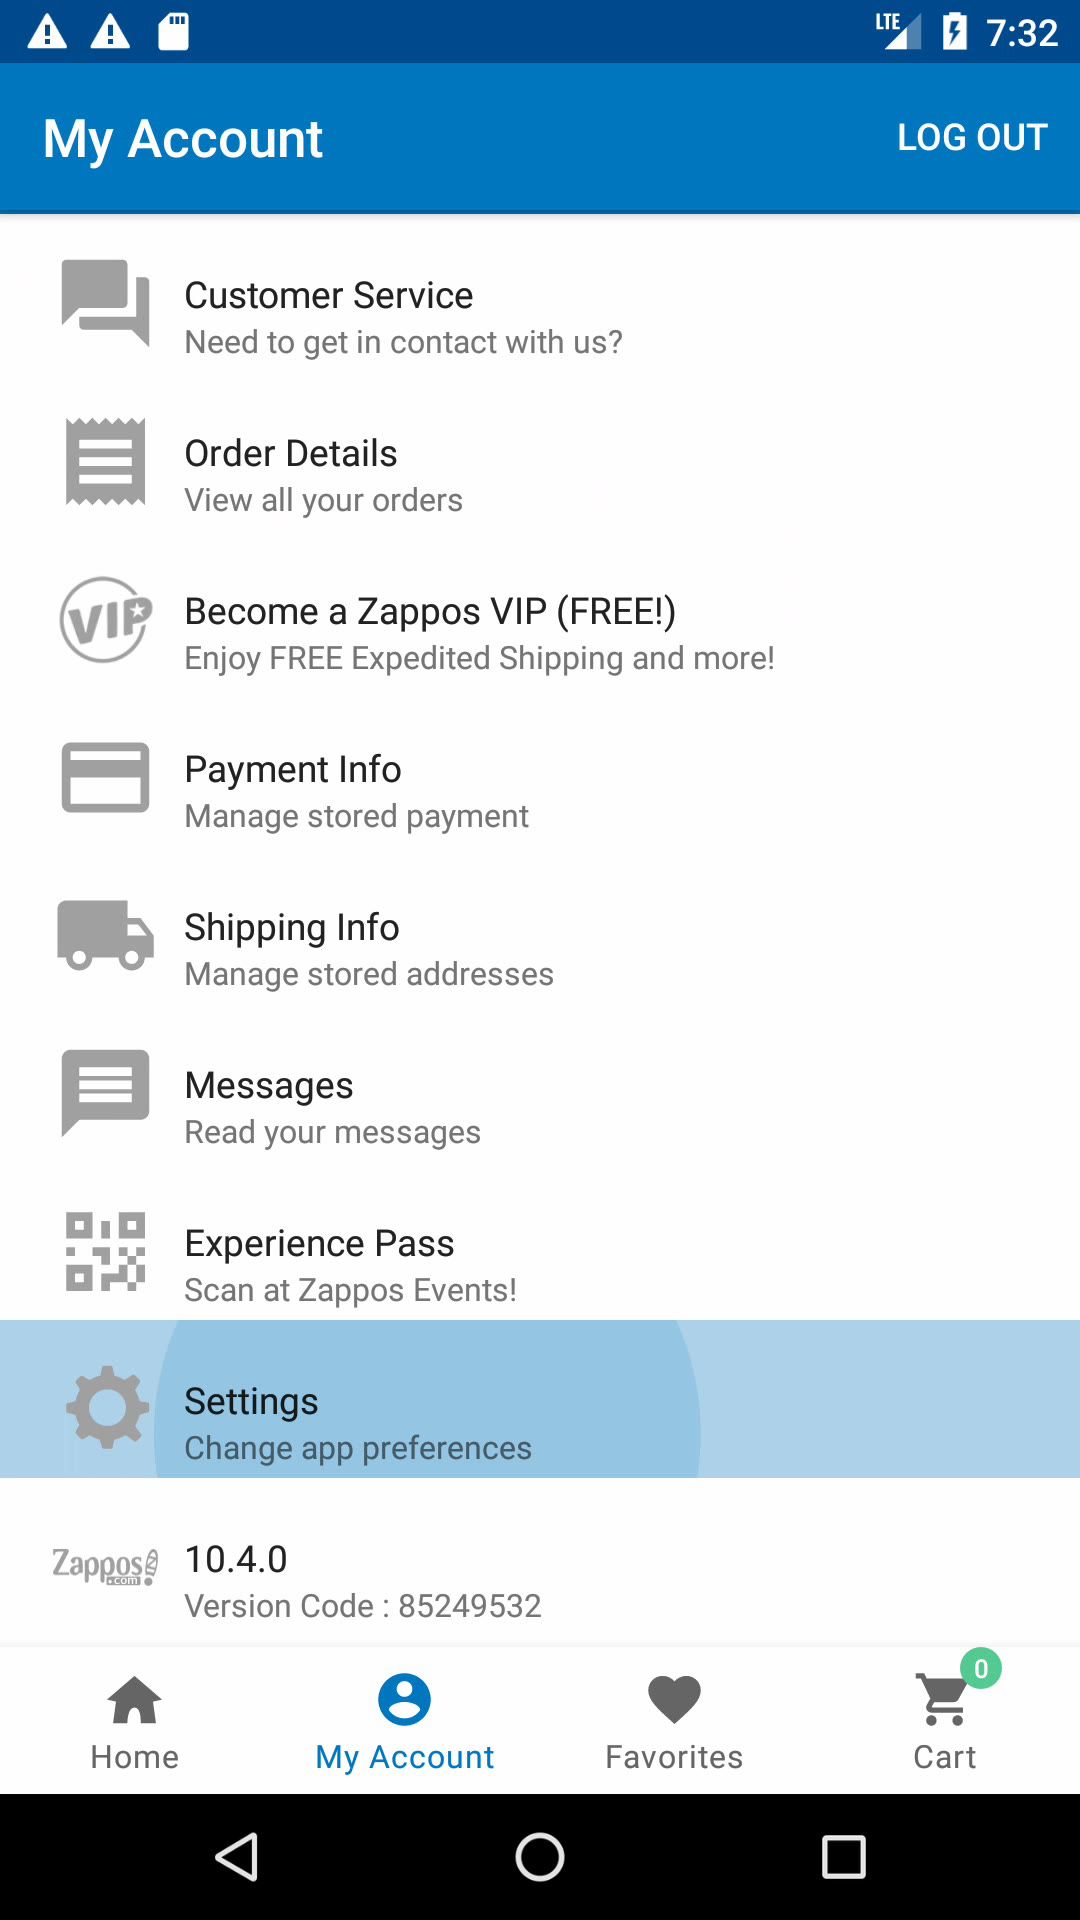 LTE 7:32
My Account LOG OUT
Customer Service
Need to get in contact with us?
Order Details
View all your orders
VIP
Become a Zappos VIP (FREE!)
Enjoy FREE Expedited Shipping and more!
Payment Info
Manage stored payment
Shipping Info
Manage stored addresses
Messages
Read your messages
Experience Pass
Scan at Zappos Events!
Settings
Change app preferences
Zappos
.com
10.4.0
Version Code : 85249532
0
Home My Account Favorites Cart